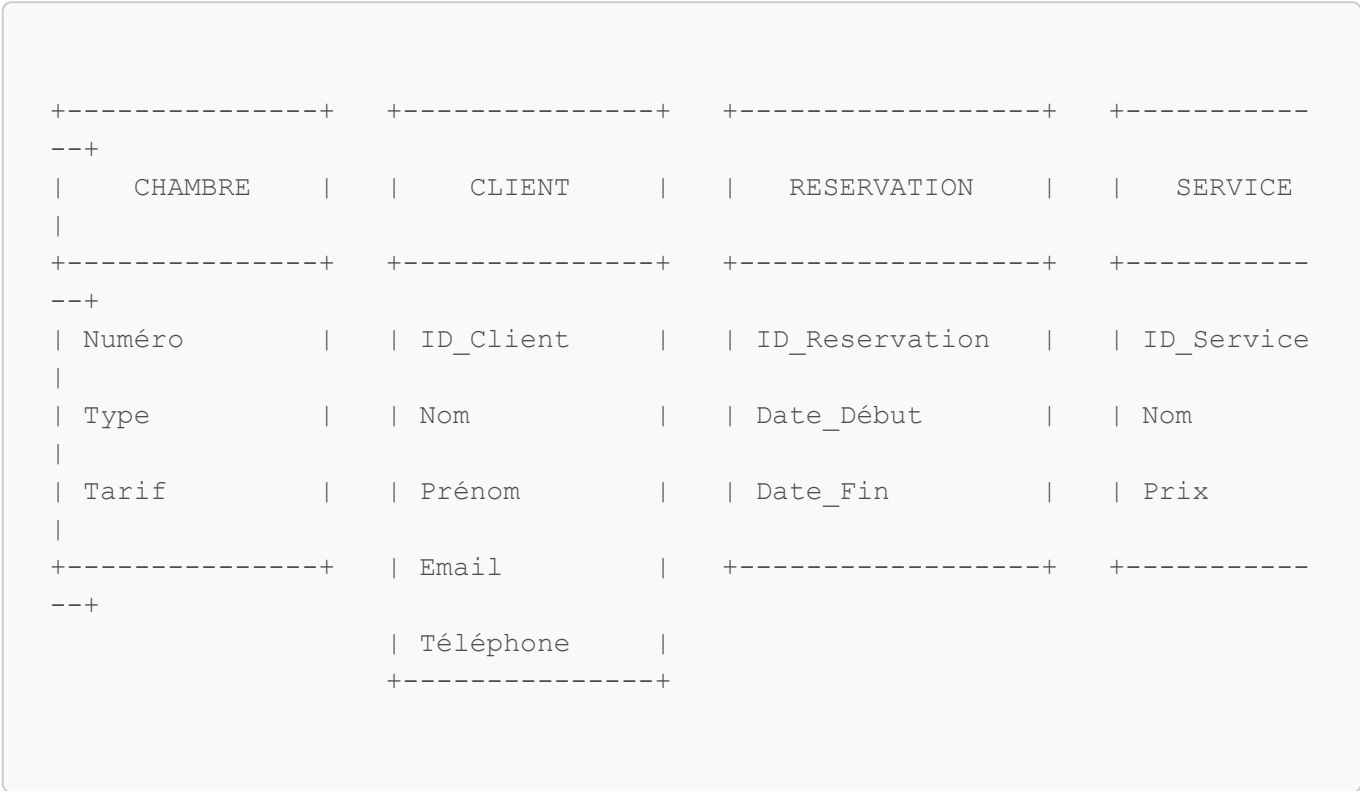 +---------------+   +---------------+   +------------------+   +-----------
--+
|     CHAMBRE     |   |     CLIENT     |   |   RESERVATION    |   |   SERVICE
|
+---------------+   +---------------+   +------------------+   +-----------
--+
| Numéro         |   | ID_Client      |   | ID_Reservation   |   | ID_Service
|
| Type           |   | Nom            |   | Date_Début       |   | Nom
|
| Tarif          |   | Prénom         |   | Date_Fin         |   | Prix
|
+---------------+   | Email          |   +------------------+   +-----------
--+
                    | Téléphone      |
                    +---------------+